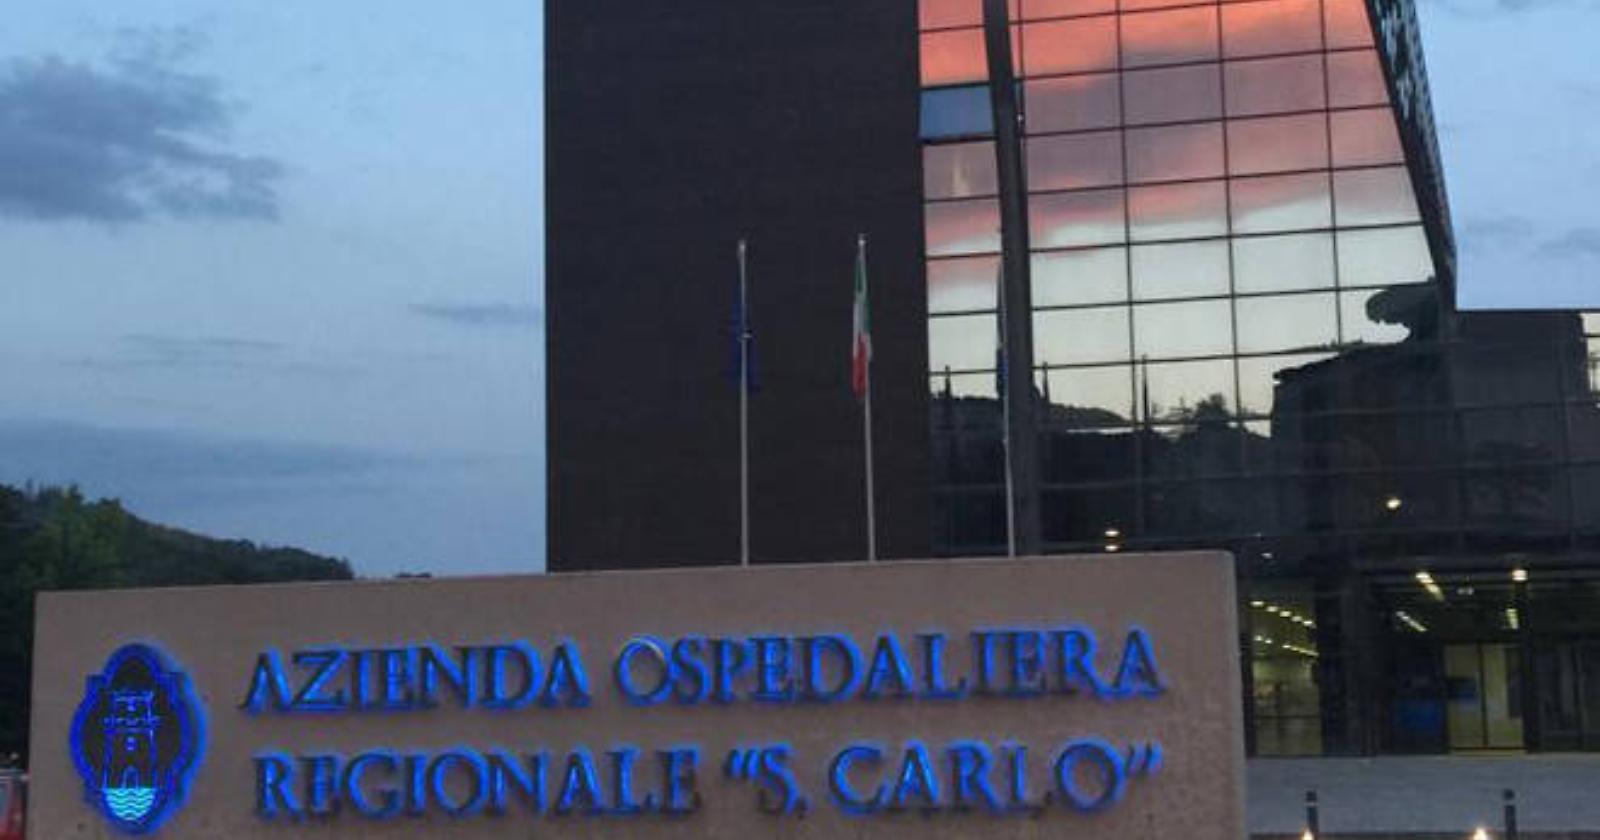 AZIENDA OSPEDALIERA
REGIONALE "S. CARLO"